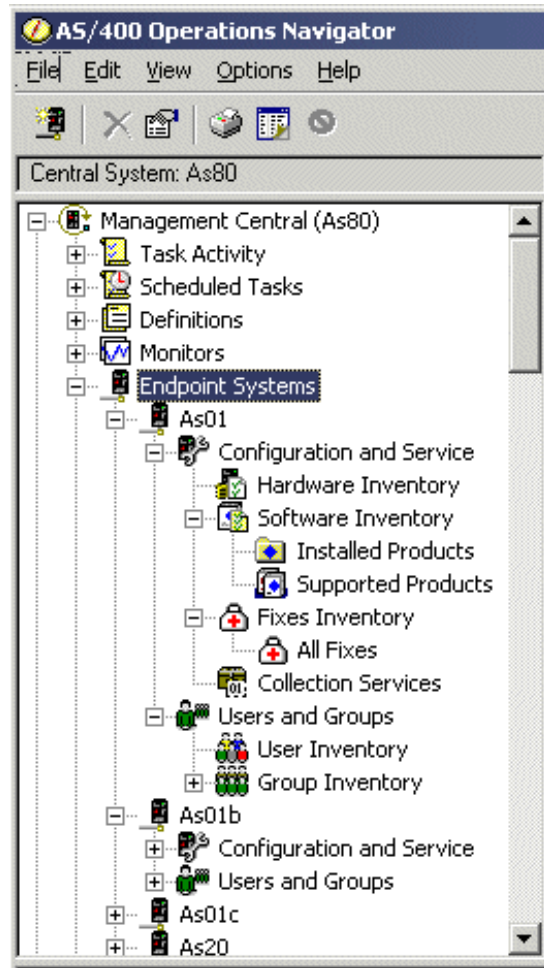 AS/400 Operations Navigator
File Edit View Options Help
Central System: As80
Management Central (As80)
Task Activity
Scheduled Tasks
Definitions
Monitors
Endpoint Systems
As01
Configuration and Service
Hardware Inventory
Software Inventory
Installed Products
Supported Products
Fixes Inventory
All Fixes
Collection Services
Users and Groups
User Inventory
Group Inventory
As01b
Configuration and Service
Users and Groups
As01c
As20